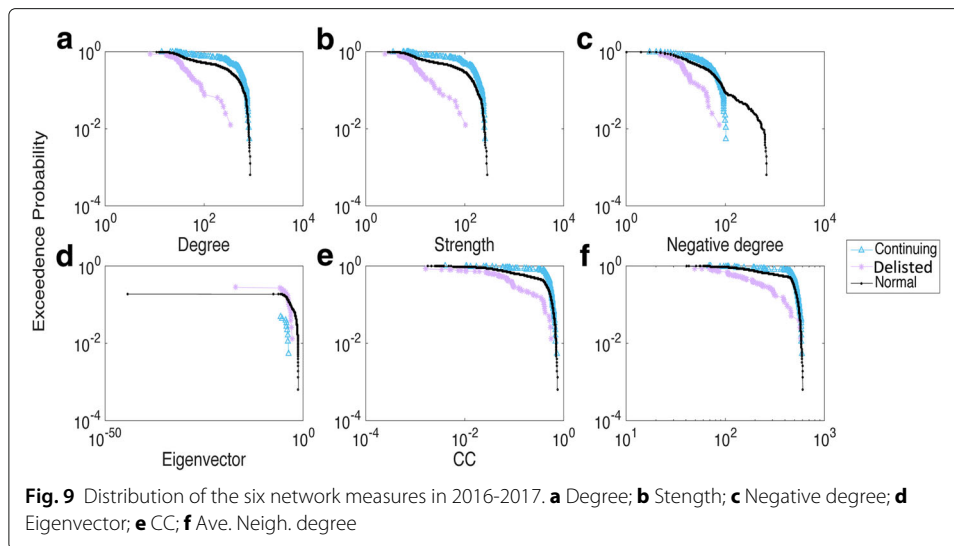 a
b
c
10^0
10^0
10^0
10^-2
10^-2
10^-2
10^-4
10^-4
10^-4
10^0 10^2 10^4
10^0 10^2 10^4
10^0 10^2 10^4
Degree
Strength
Negative degree
Exceedence Probability
d
e
f
10^0
10^0
10^0
10^-2
10^-2
10^-2
10^-4
10^-4
10^-4
10^-50 10^0
10^-4 10^-2 10^0
10^1 10^2 10^3
Eigenvector
CC
Continuing
Delisted
Normal
Fig. 9 Distribution of the six network measures in 2016-2017. a Degree; b Stength; c Negative degree; d
Eigenvector; e CC; f Ave. Neigh. degree